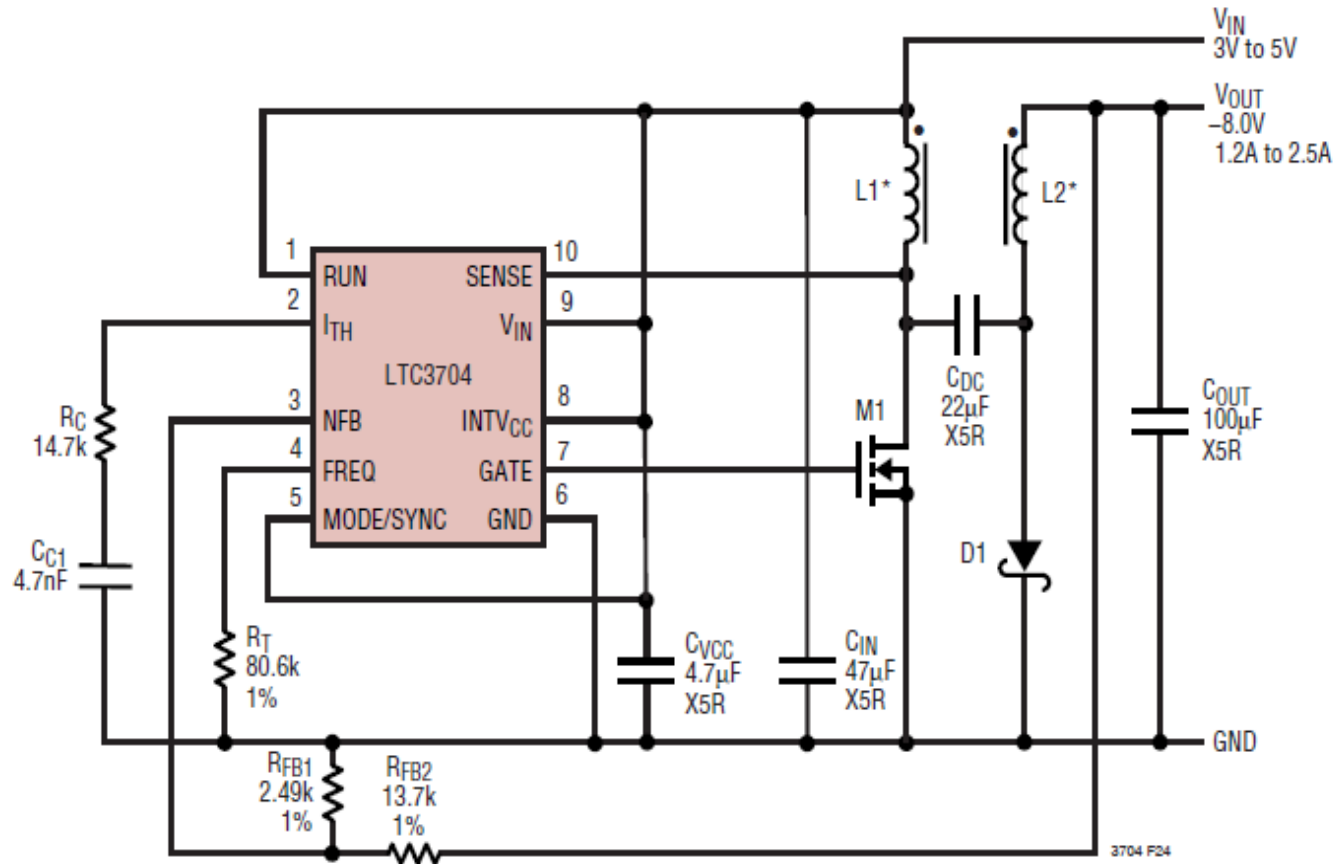 VIN
3V to 5V
VOUT
–8.0V
1.2A to 2.5A
L1*
L2*
1
10
RUN
SENSE
2
9
ITH
VIN
LTC3704
3
8
NFB
INTVCC
4
7
FREQ
GATE
5
6
MODE/SYNC
GND
RC
14.7k
CC1
4.7nF
RT
80.6k
1%
M1
CDC
22µF
X5R
COUT
100µF
X5R
D1
CVCC
4.7µF
X5R
CIN
47µF
X5R
GND
RFB1
2.49k
1%
RFB2
13.7k
1%
3704 F24